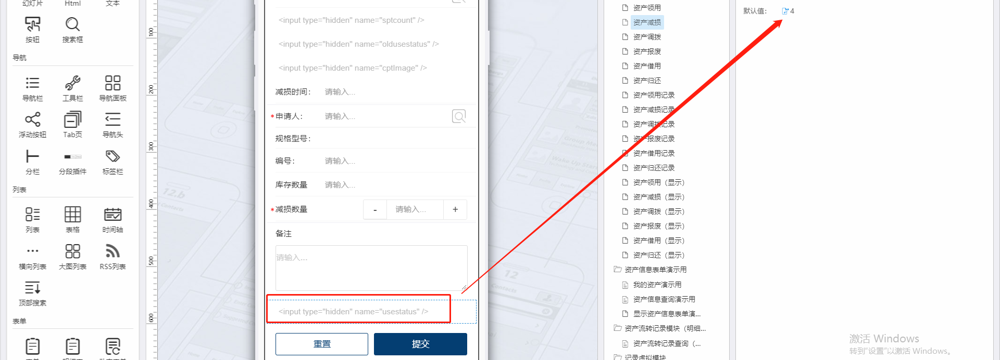 幻灯片
Html
文本
按钮
搜索框
导航
导航栏
工具栏
导航面板
浮动按钮
Tab页
导航头
分栏
分段插件
标签栏
列表
列表
表格
时间轴
横向列表
大图列表
RSS列表
顶部搜索
表单
100
200
300
400
500
600
<input type="hidden" name="sptcount" />
<input type="hidden" name="oldusestatus" />
<input type="hidden" name="cptImage" />
减损时间：
请输入...
*申请人：
请输入...
规格型号：
编号：
请输入...
库存数量
请输入...
*减损数量
-
请输入...
+
备注
请输入...
<input type="hidden" name="usestatus" />
重置
提交
资产领用
资产减损
资产调拨
资产报废
资产借用
资产归还
资产领用记录
资产减损记录
资产调拨记录
资产报废记录
资产借用记录
资产归还记录
资产领用（显示）
资产减损（显示）
资产调拨（显示）
资产报废（显示）
资产借用（显示）
资产归还（显示）
资产信息表单演示用
我的资产演示用
资产信息查询演示用
显示资产信息表单演...
资产流转记录模块（明细...
资产流转记录查询（...
记录虚拟模块
默认值：
4
12.b
Contacts
12
Contacts
Group Me
Wake Up Star
激活 Windows
转到“设置”以激活 Windows。